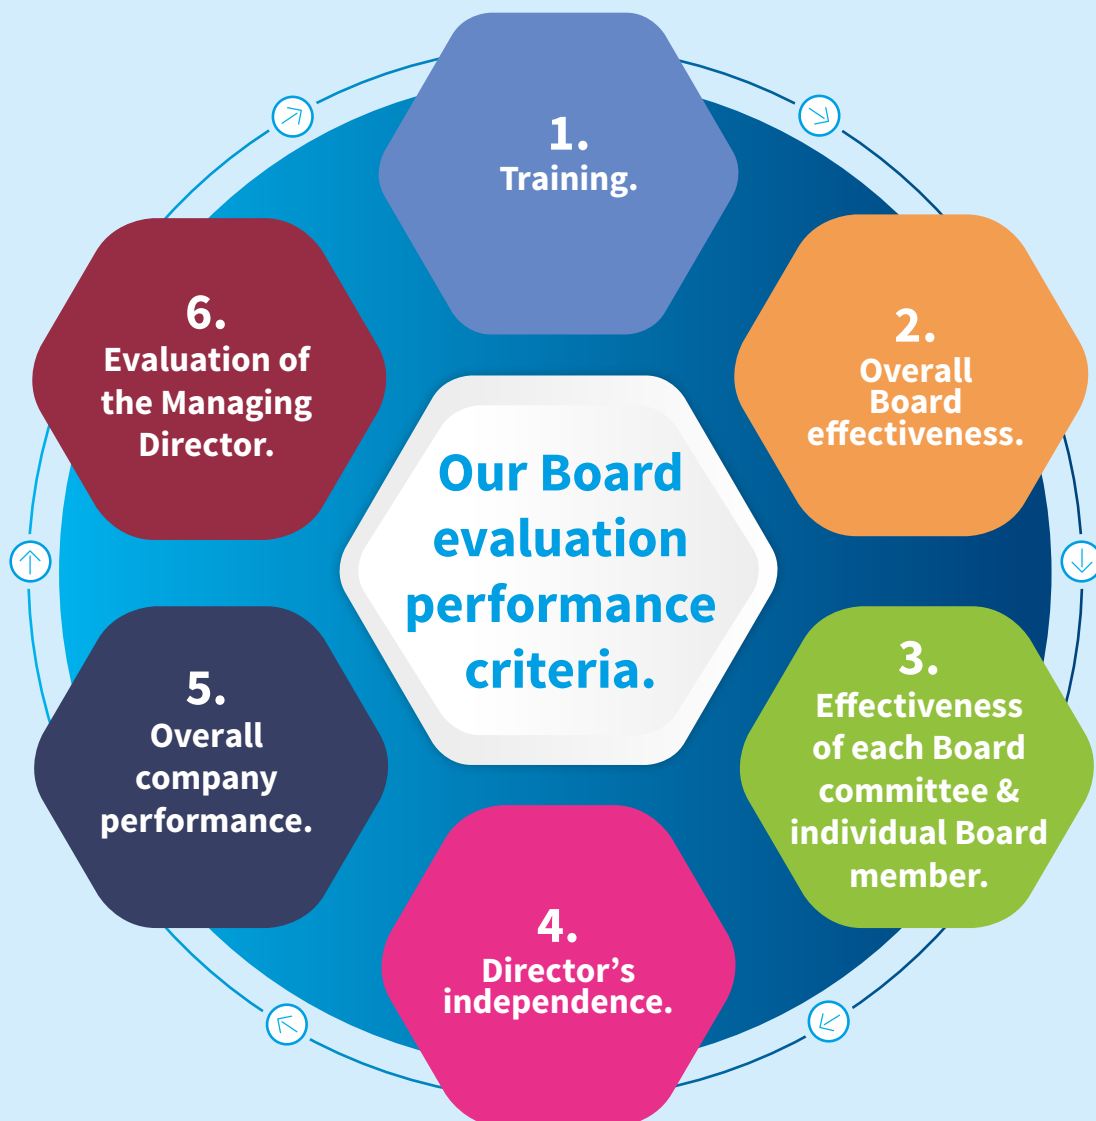 1.
Training.
2.
Overall
Board
effectiveness.
3.
Effectiveness
of each Board
committee &
individual Board
member.
4.
Director’s
independence.
5.
Overall
company
performance.
6.
Evaluation of
the Managing
Director.
Our Board
evaluation
performance
criteria.